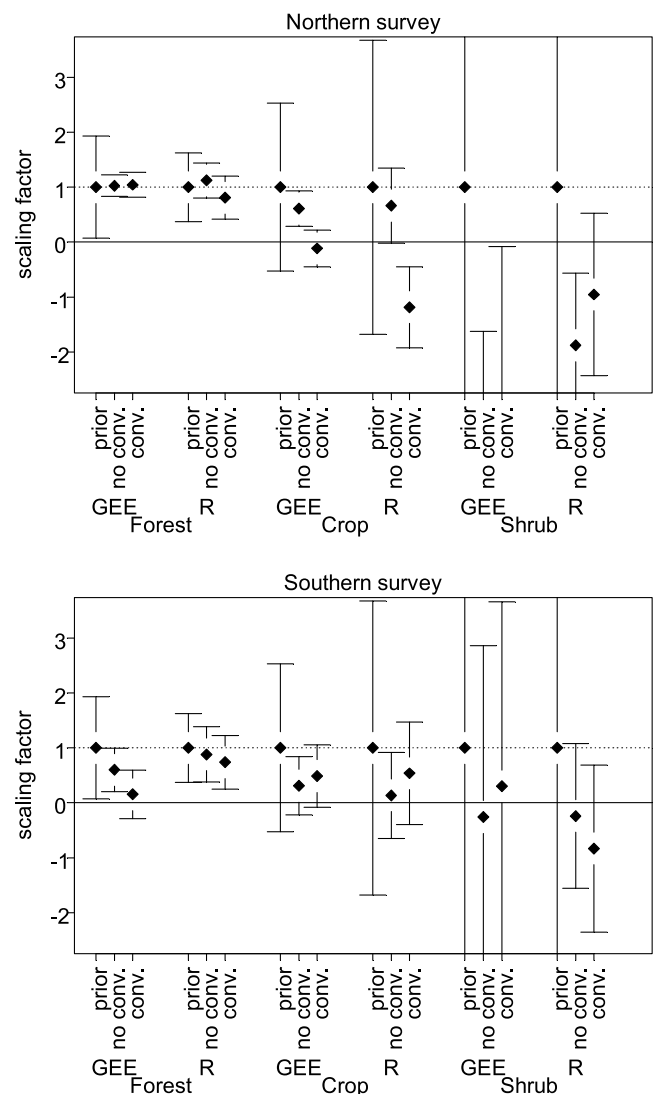 Northern survey
scaling factor
3
2
1
0
-1
-2
prior
no conv.
conv.
prior
no conv.
conv.
prior
no conv.
conv.
prior
no conv.
conv.
prior
no conv.
conv.
prior
no conv.
conv.
GEE R GEE R GEE R
Forest Crop Shrub
Southern survey
scaling factor
3
2
1
0
-1
-2
prior
no conv.
conv.
prior
no conv.
conv.
prior
no conv.
conv.
prior
no conv.
conv.
prior
no conv.
conv.
prior
no conv.
conv.
GEE R GEE R GEE R
Forest Crop Shrub